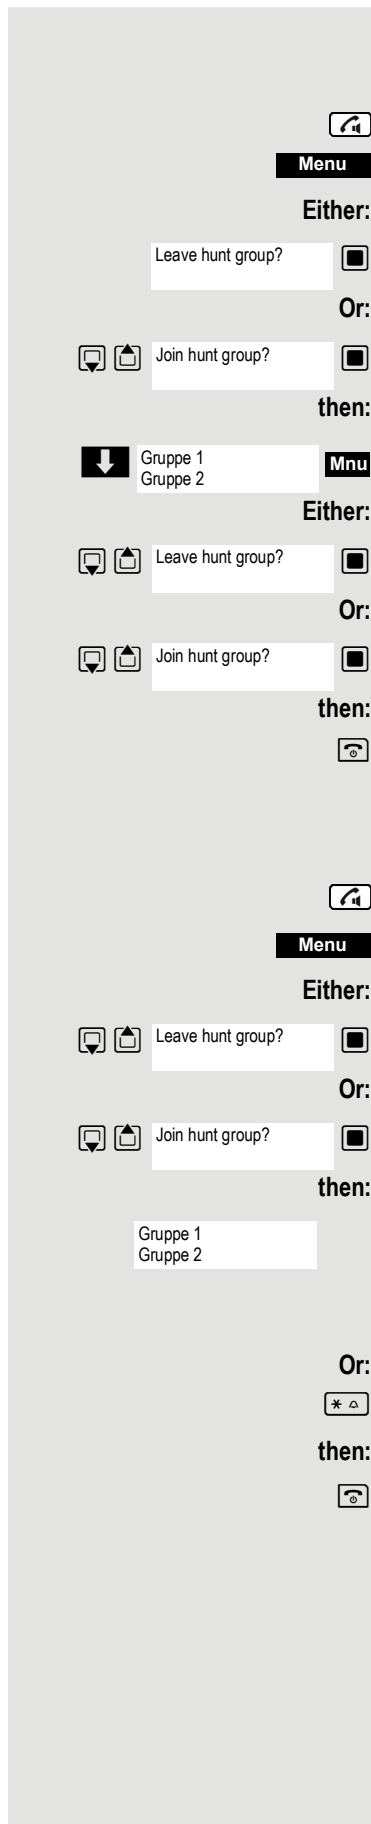 Menu
Either:
Leave hunt group?
Or:
Join hunt group?
then:
Gruppe 1
Gruppe 2
Mnu
Either:
Leave hunt group?
Or:
Join hunt group?
then:
Menu
Either:
Leave hunt group?
Or:
Join hunt group?
then:
Gruppe 1
Gruppe 2
Or:
*
then: